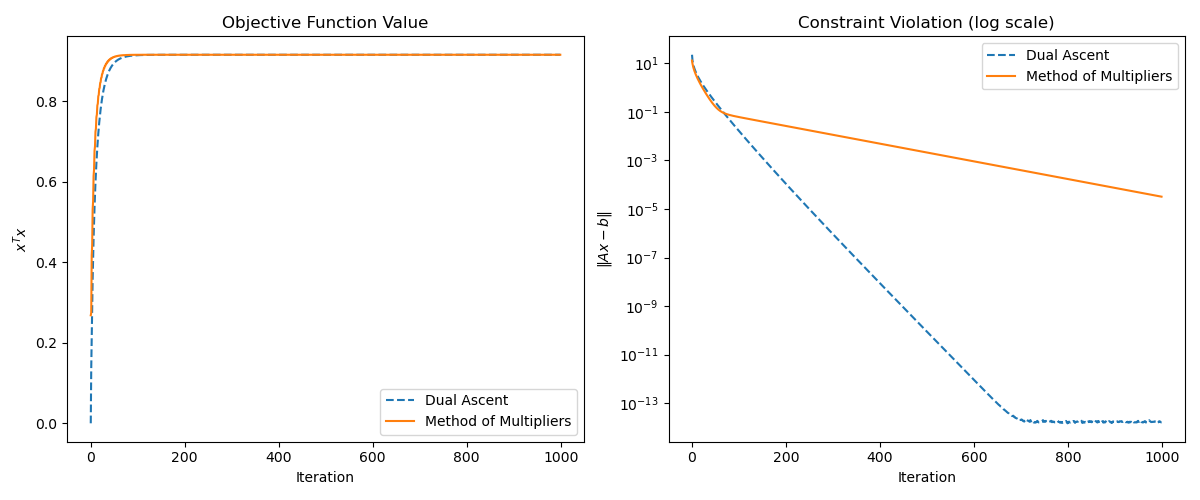 Objective Function Value
0.8
0.6
0.4
0.2
0.0
xᵀx
0 200 400 600 800 1000
Iteration
Dual Ascent
Method of Multipliers
Constraint Violation (log scale)
10¹
10⁻¹
10⁻³
10⁻⁵
10⁻⁷
10⁻⁹
10⁻¹¹
10⁻¹³
‖Ax − b‖
0 200 400 600 800 1000
Iteration
Dual Ascent
Method of Multipliers